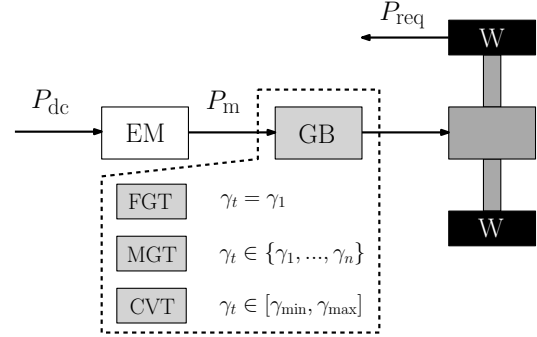 P_req
W
P_dc
EM
P_m
GB
FGT γ_t = γ_1
MGT γ_t ∈ {γ_1, ..., γ_n}
CVT γ_t ∈ [γ_min, γ_max]
W